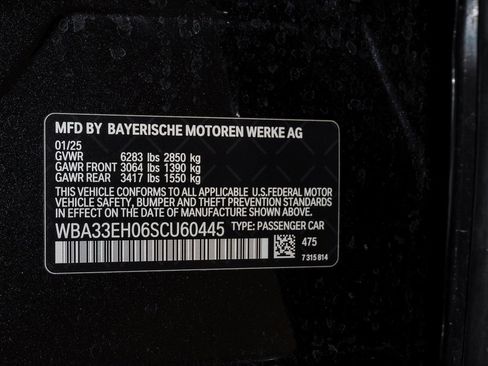 MFD BY BAYERISCHE MOTOREN WERKE AG
01/25
GVWR 6283 lbs 2850 kg
GAWR FRONT 3064 lbs 1390 kg
GAWR REAR 3417 lbs 1550 kg
THIS VEHICLE CONFORMS TO ALL APPLICABLE U.S.FEDERAL MOTOR
VEHICLE SAFETY, BUMPER AND THEFT PREVENTION STANDARDS
IN EFFECT ON THE DATE OF MANUFACTURE SHOWN ABOVE.
WBA33EH06SCU60445 TYPE: PASSENGER CAR
475
7 315 814